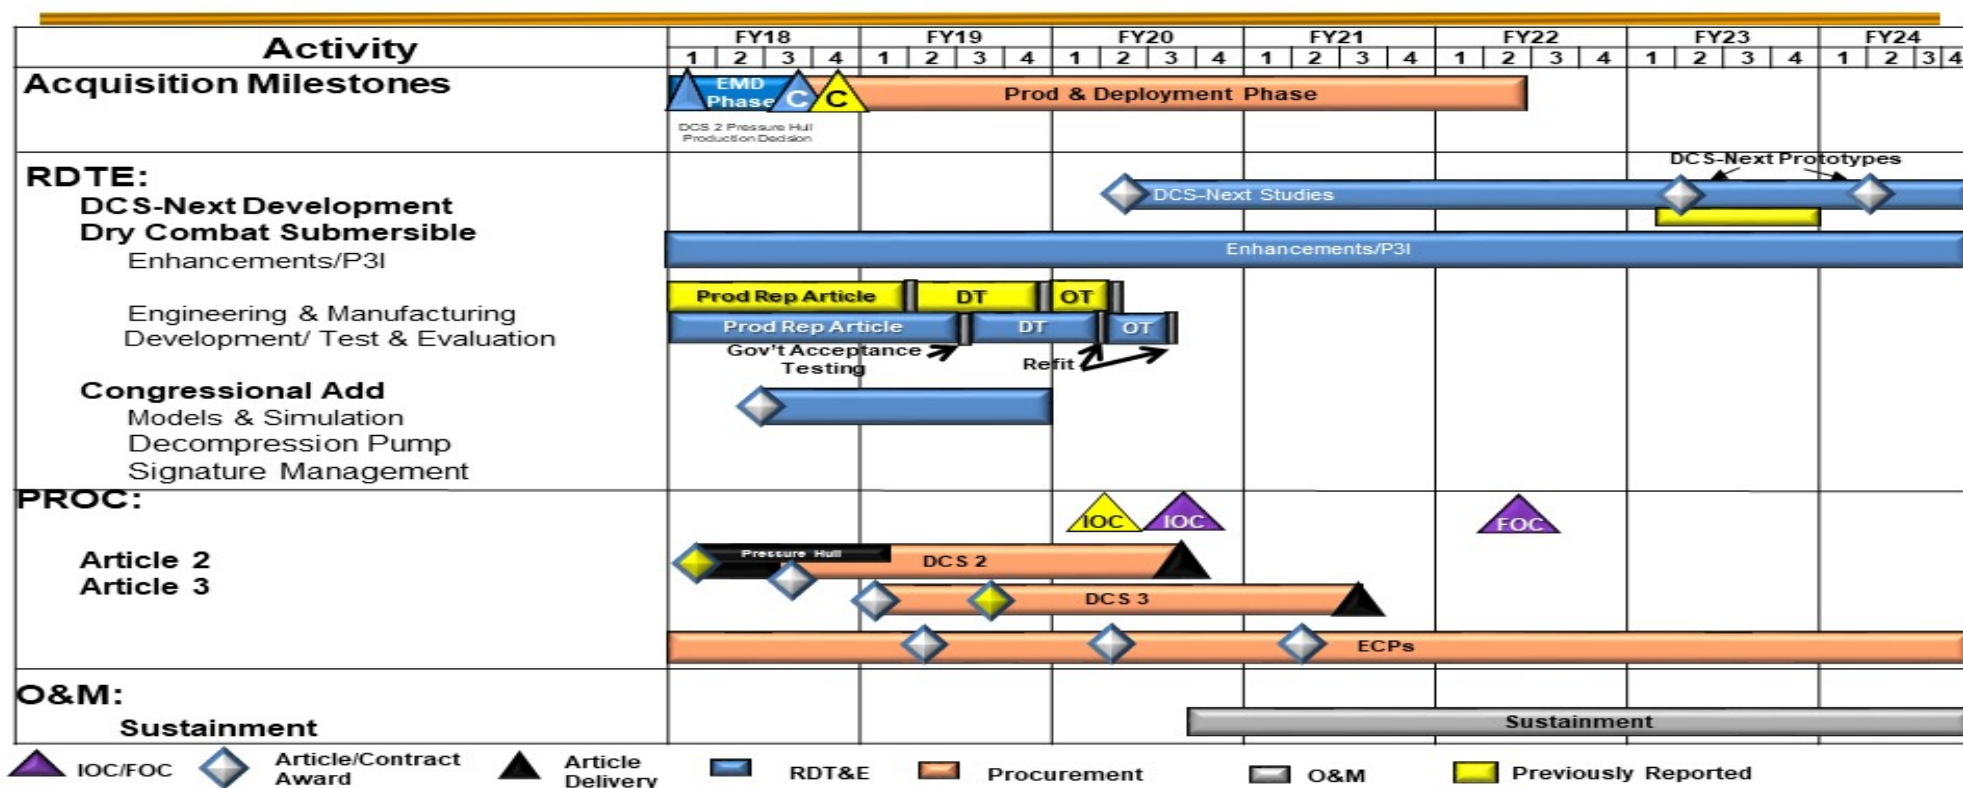 Activity
FY18 FY19 FY20 FY21 FY22 FY23 FY24
1 2 3 4 1 2 3 4 1 2 3 4 1 2 3 4 1 2 3 4 1 2 3 4 1 2 3 4
Acquisition Milestones
EMD
Phase
C
C
Prod & Deployment Phase
DCS 2 Pressure Hull
Production Decision
RDTE:
DCS-Next Prototypes
DCS-Next Development
DCS-Next Studies
Dry Combat Submersible
Enhancements/P3I
Enhancements/P3I
Prod Rep Article DT OT
Engineering & Manufacturing
Development/ Test & Evaluation
Prod Rep Article DT OT
Gov't Acceptance
Testing
Refit
Congressional Add
Models & Simulation
Decompression Pump
Signature Management
PROC:
IOC IOC FOC
Article 2
Pressure Hull
DCS 2
Article 3
DCS 3
ECPs
O&M:
Sustainment
Sustainment
IOC/FOC
Article/Contract
Award
Article
Delivery
RDT&E
Procurement
O&M
Previously Reported